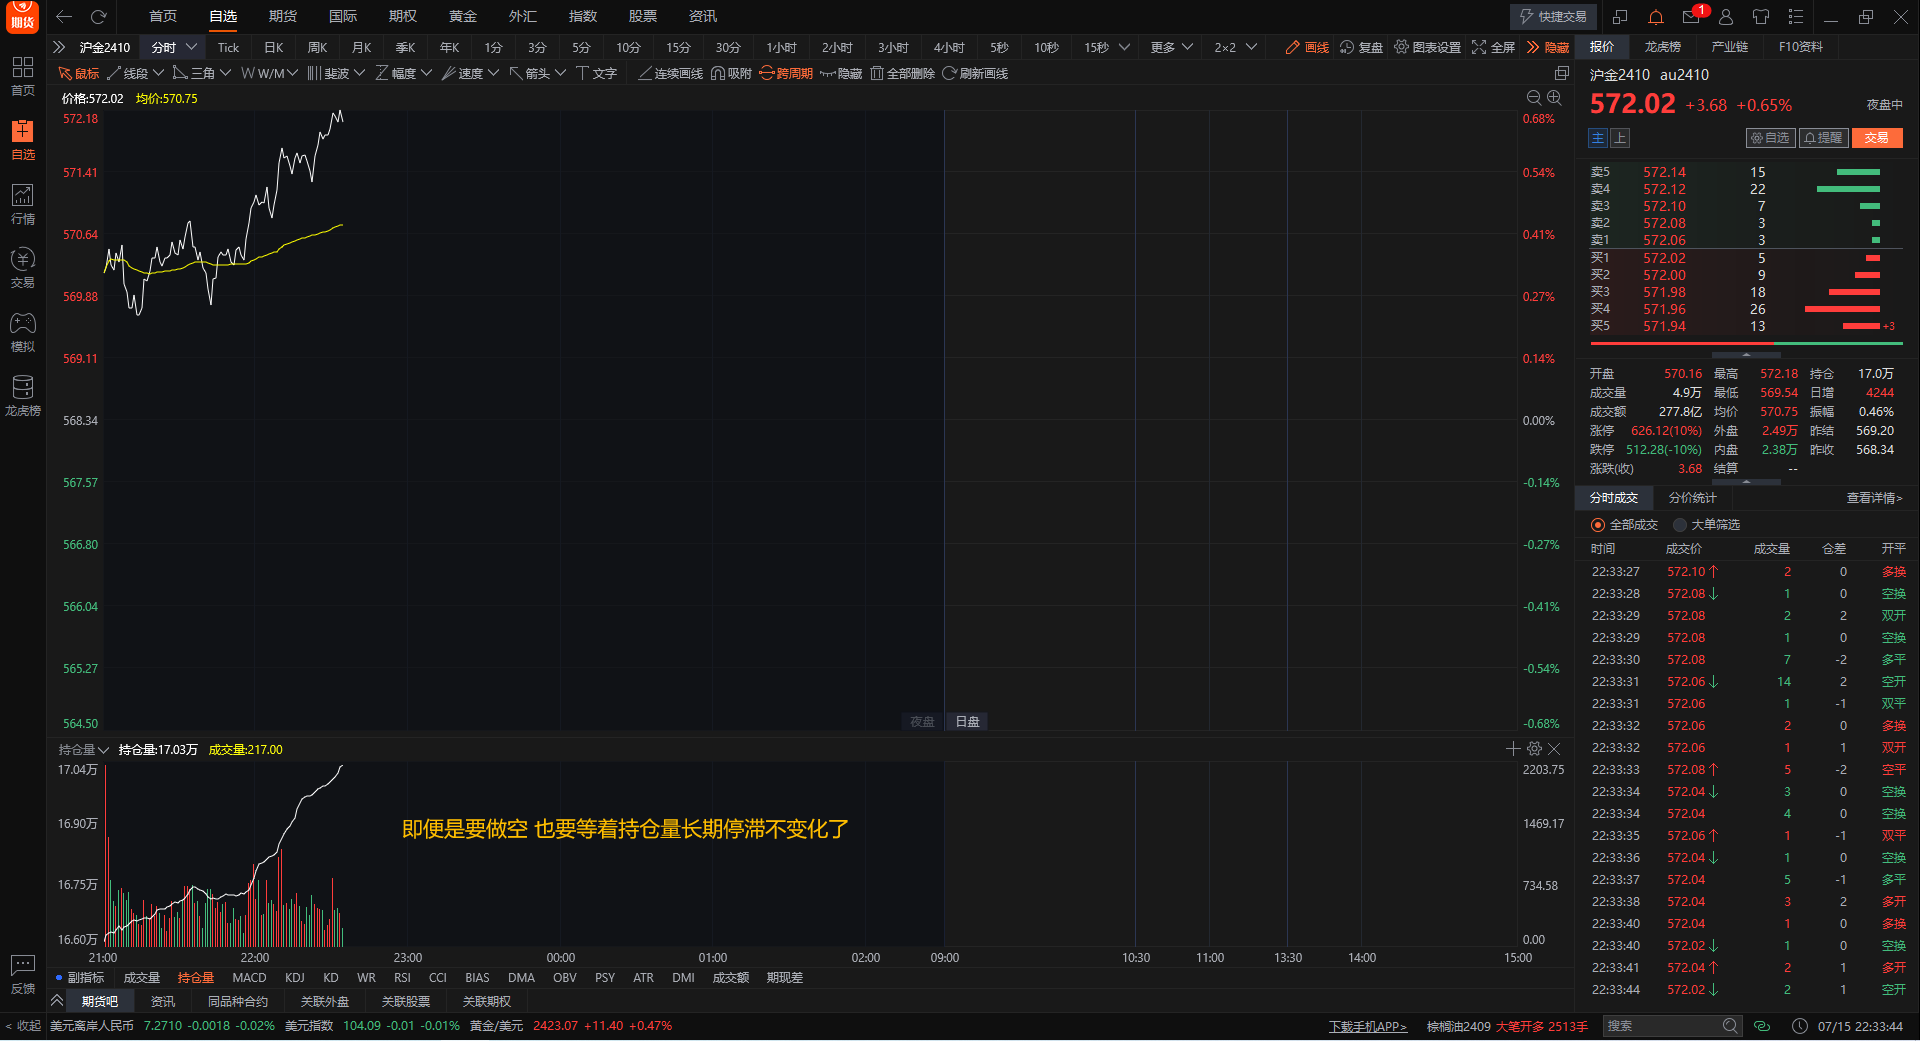 期货 首页 自选 期货 国际 期权 黄金 外汇 指数 股票 资讯 快捷交易 1
沪金2410 分时 Tick 日K 周K 月K 季K 年K 1分 3分 5分 10分 15分 30分 1小时 2小时 3小时 4小时 5秒 10秒 15秒 更多 2×2 画线 复盘 图表设置 全屏 隐藏
鼠标 线段 三角 W/M 斐波 幅度 速度 箭头 文字 连续画线 吸附 跨周期 隐藏 全部删除 刷新画线
首页
自选
行情
交易
模拟
龙虎榜
反馈
价格:572.02 均价:570.75
572.18 0.68%
571.41 0.54%
570.64 0.41%
569.88 0.27%
569.11 0.14%
568.34 0.00%
567.57 -0.14%
566.80 -0.27%
566.04 -0.41%
565.27 -0.54%
564.50 -0.68%
夜盘 日盘
持仓量 持仓量:17.03万 成交量:217.00
17.04万 2203.75
16.90万 1469.17
16.75万 734.58
16.60万 0.00
即便是要做空 也要等着持仓量长期停滞不变化了
21:00 22:00 23:00 00:00 01:00 02:00 09:00 10:30 11:00 13:30 14:00 15:00
副指标 成交量 持仓量 MACD KDJ KD WR RSI CCI BIAS DMA OBV PSY ATR DMI 成交额 期现差
期货吧 资讯 同品种合约 关联外盘 关联股票 关联期权
报价 龙虎榜 产业链 F10资料
沪金2410 au2410
572.02 +3.68 +0.65% 夜盘中
主 上 自选 提醒 交易
卖5 572.14 15
卖4 572.12 22
卖3 572.10 7
卖2 572.08 3
卖1 572.06 3
买1 572.02 5
买2 572.00 9
买3 571.98 18
买4 571.96 26
买5 571.94 13 +3
开盘 570.16 最高 572.18 持仓 17.0万
成交量 4.9万 最低 569.54 日增 4244
成交额 277.8亿 均价 570.75 振幅 0.46%
涨停 626.12(10%) 外盘 2.49万 昨结 569.20
跌停 512.28(-10%) 内盘 2.38万 昨收 568.34
涨跌(收) 3.68 结算 --
分时成交 分价统计 查看详情>
全部成交 大单筛选
时间 成交价 成交量 仓差 开平
22:33:27 572.10↑ 2 0 多换
22:33:28 572.08↓ 1 0 空换
22:33:29 572.08 2 2 双开
22:33:29 572.08 1 0 空换
22:33:30 572.08 7 -2 多平
22:33:31 572.06↓ 14 2 空开
22:33:31 572.06 1 -1 双平
22:33:32 572.06 2 0 多换
22:33:32 572.06 1 1 双开
22:33:33 572.08↑ 5 -2 空平
22:33:34 572.04↓ 3 0 空换
22:33:34 572.04 4 0 空换
22:33:35 572.06↑ 1 -1 双平
22:33:36 572.04↓ 1 0 空换
22:33:37 572.04 5 -1 多平
22:33:38 572.04 3 2 多开
22:33:40 572.04 1 0 多换
22:33:40 572.02↓ 1 0 空换
22:33:41 572.04↑ 2 1 多开
22:33:44 572.02↓ 2 1 空开
< 收起 美元离岸人民币 7.2710 -0.0018 -0.02% 美元指数 104.09 -0.01 -0.01% 黄金/美元 2423.07 +11.40 +0.47% 下载手机APP> 棕榈油2409 大笔开多 2513手 搜索 07/15 22:33:44